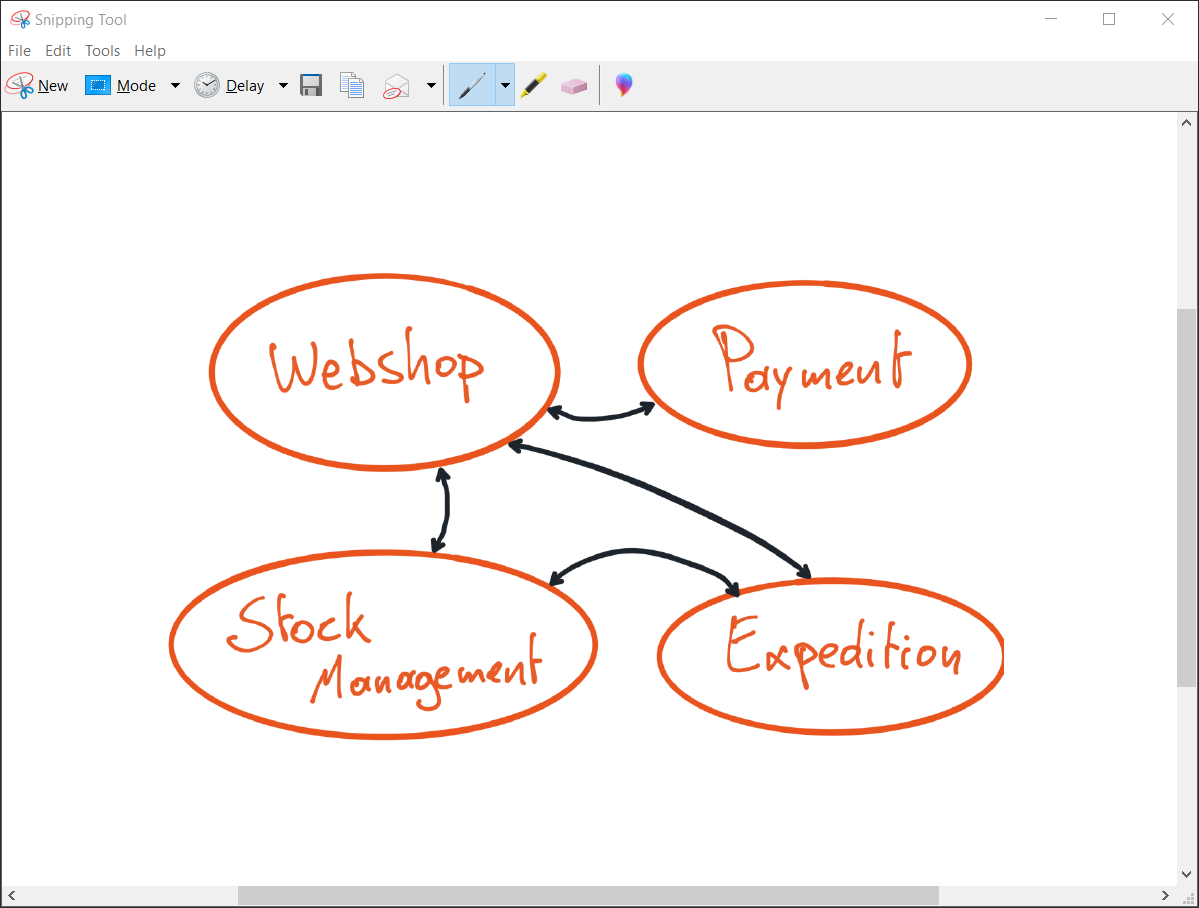 Snipping Tool
File Edit Tools Help
New Mode Delay
Webshop
Payment
Stock
Management
Expedition